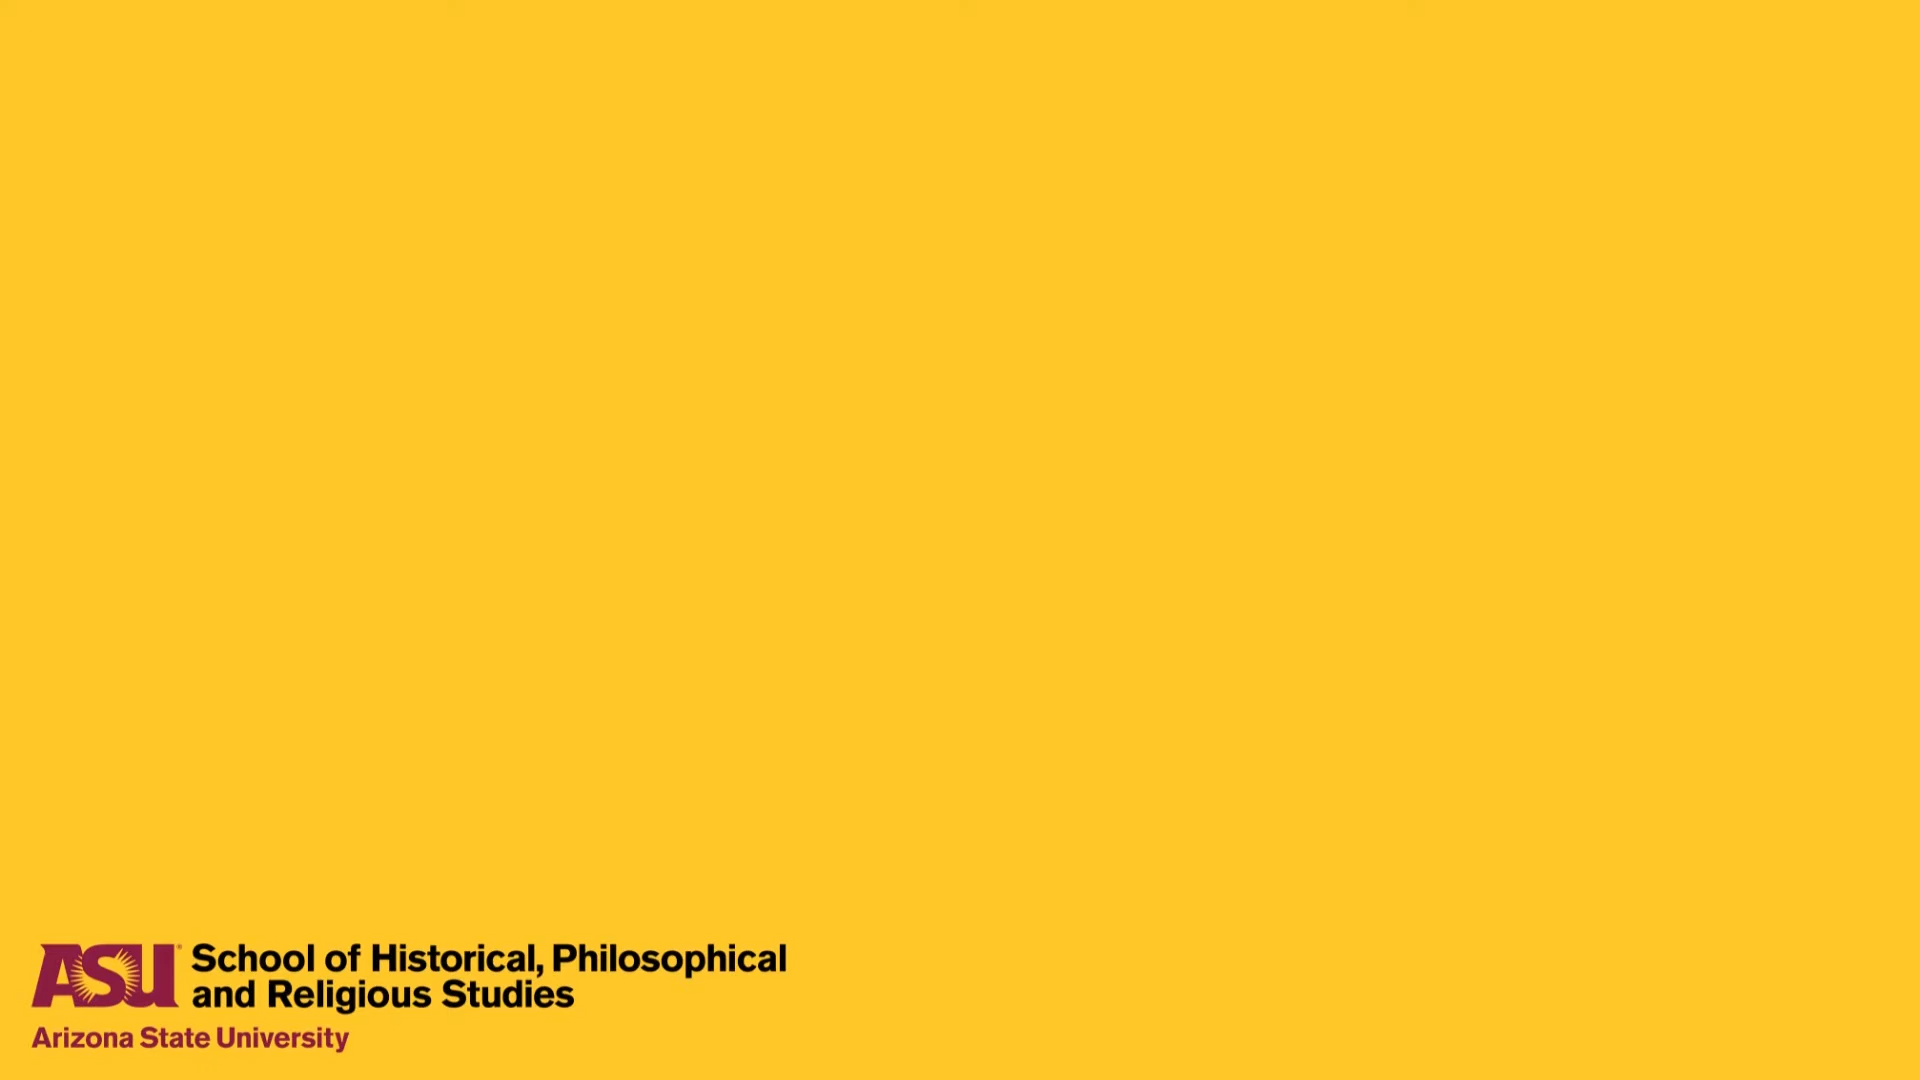 ASU School of Historical, Philosophical
and Religious Studies
Arizona State University